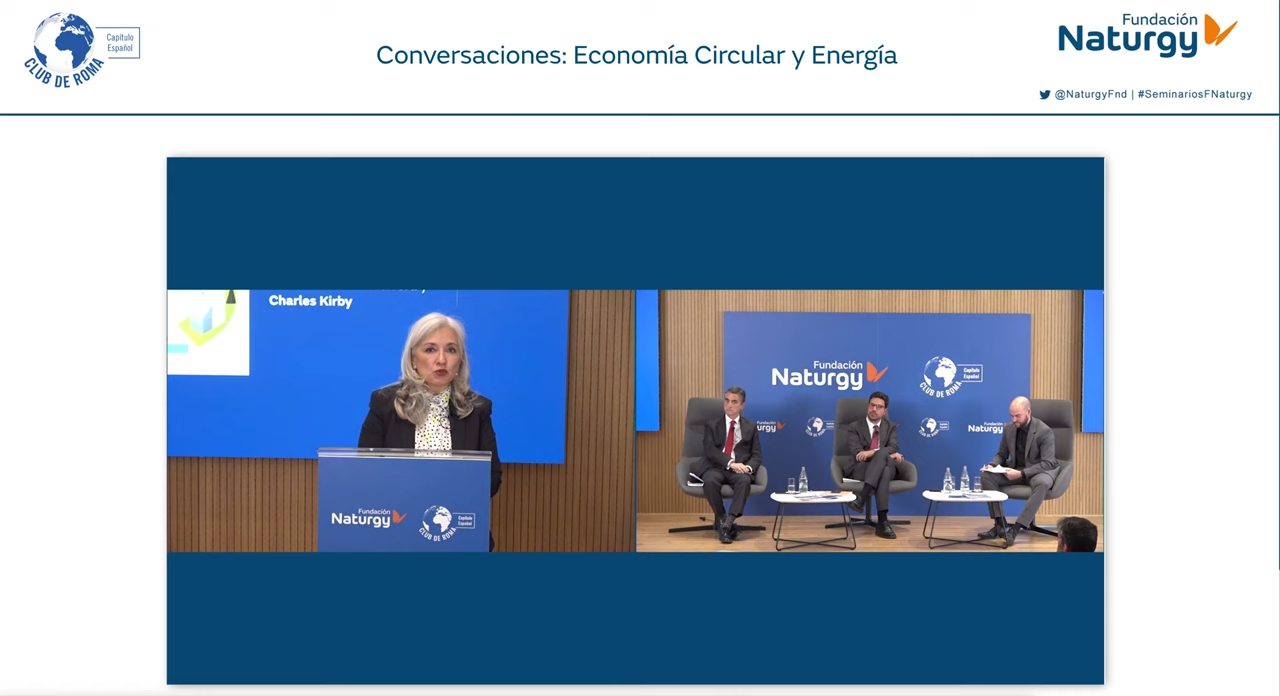 CLUB DE ROMA
Capítulo
Español
Conversaciones: Economía Circular y Energía
Fundación
Naturgy
@NaturgyFnd | #SeminariosFNaturgy
Charles Kirby
Fundación
Naturgy
CLUB DE ROMA
Capítulo
Español
Fundación
Naturgy
CLUB DE ROMA
Capítulo
Español
Naturgy